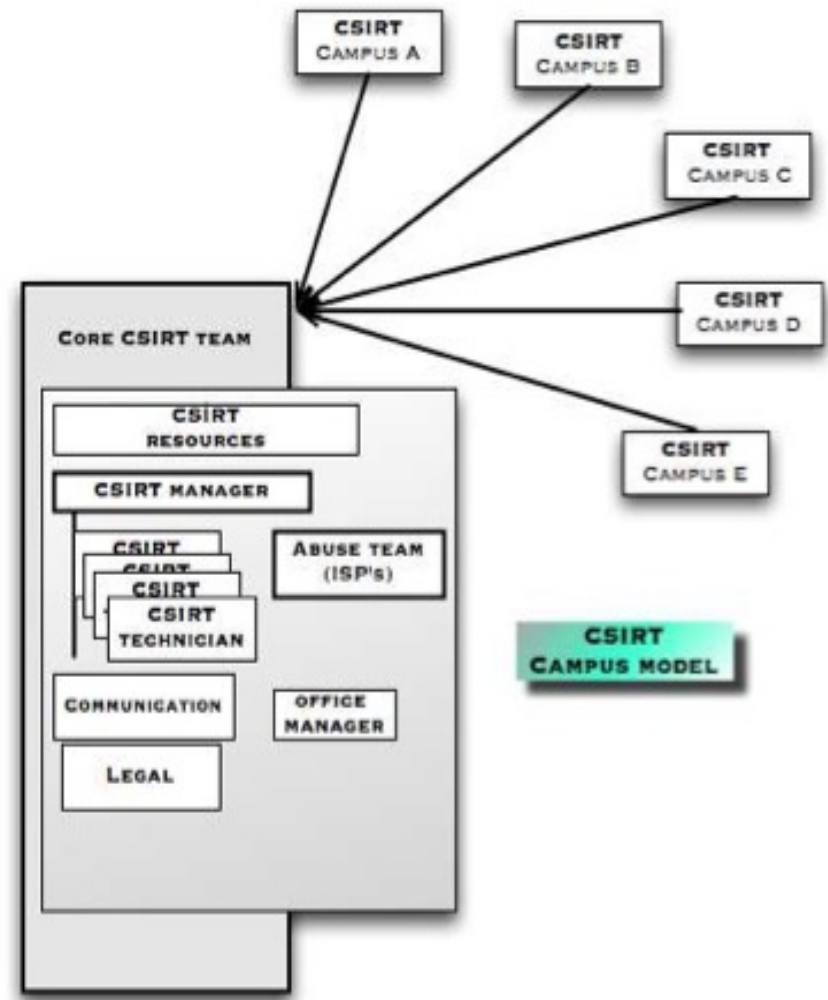 CSIRT
CAMPUS A
CSIRT
CAMPUS B
CSIRT
CAMPUS C
CSIRT
CAMPUS D
CSIRT
CAMPUS E
CORE CSIRT TEAM
CSIRT
RESOURCES
CSIRT MANAGER
CSIRT
CSIRT
CSIRT
CSIRT
TECHNICIAN
ABUSE TEAM
(ISP's)
COMMUNICATION
OFFICE
MANAGER
LEGAL
CSIRT
CAMPUS MODEL